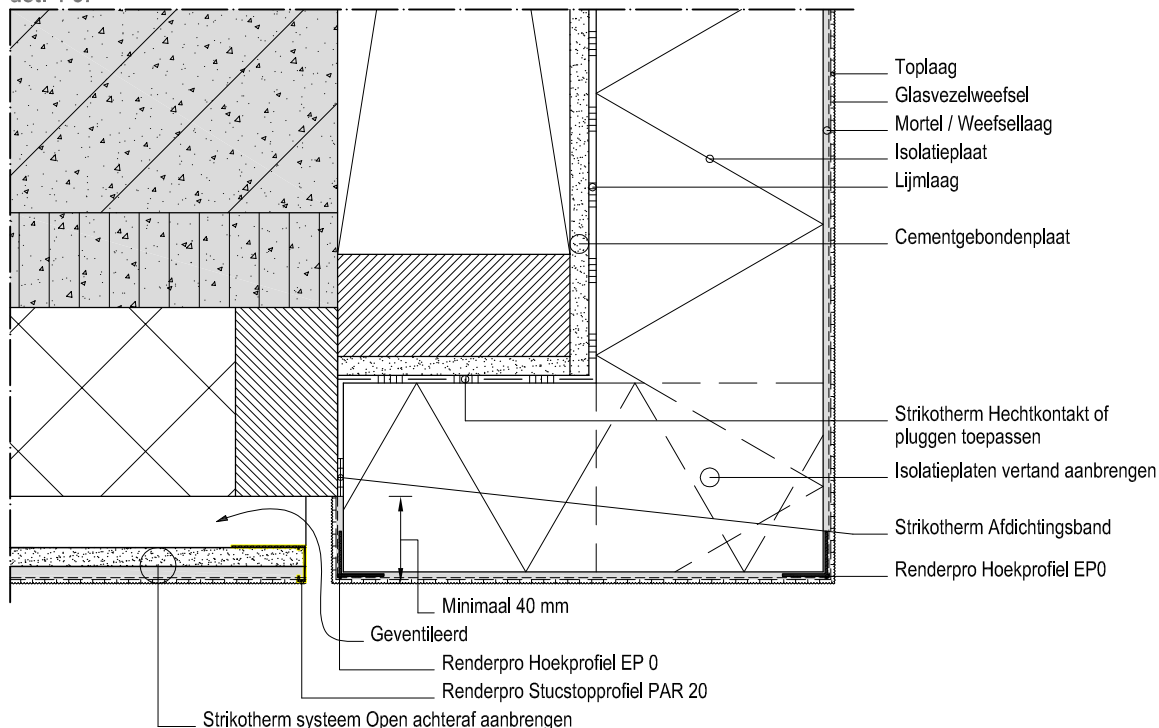 Toplaag
Glasvezelweefsel
Mortel / Weefsellaag
Isolatieplaat
Lijmlaag
Cementgebondenplaat
Strikotherm Hechtkontakt of
pluggen toepassen
Isolatieplaten vertand aanbrengen
Strikotherm Afdichtingsband
Renderpro Hoekprofiel EP0
Minimaal 40 mm
Geventileerd
Renderpro Hoekprofiel EP 0
Renderpro Stucstopprofiel PAR 20
Strikotherm systeem Open achteraf aanbrengen